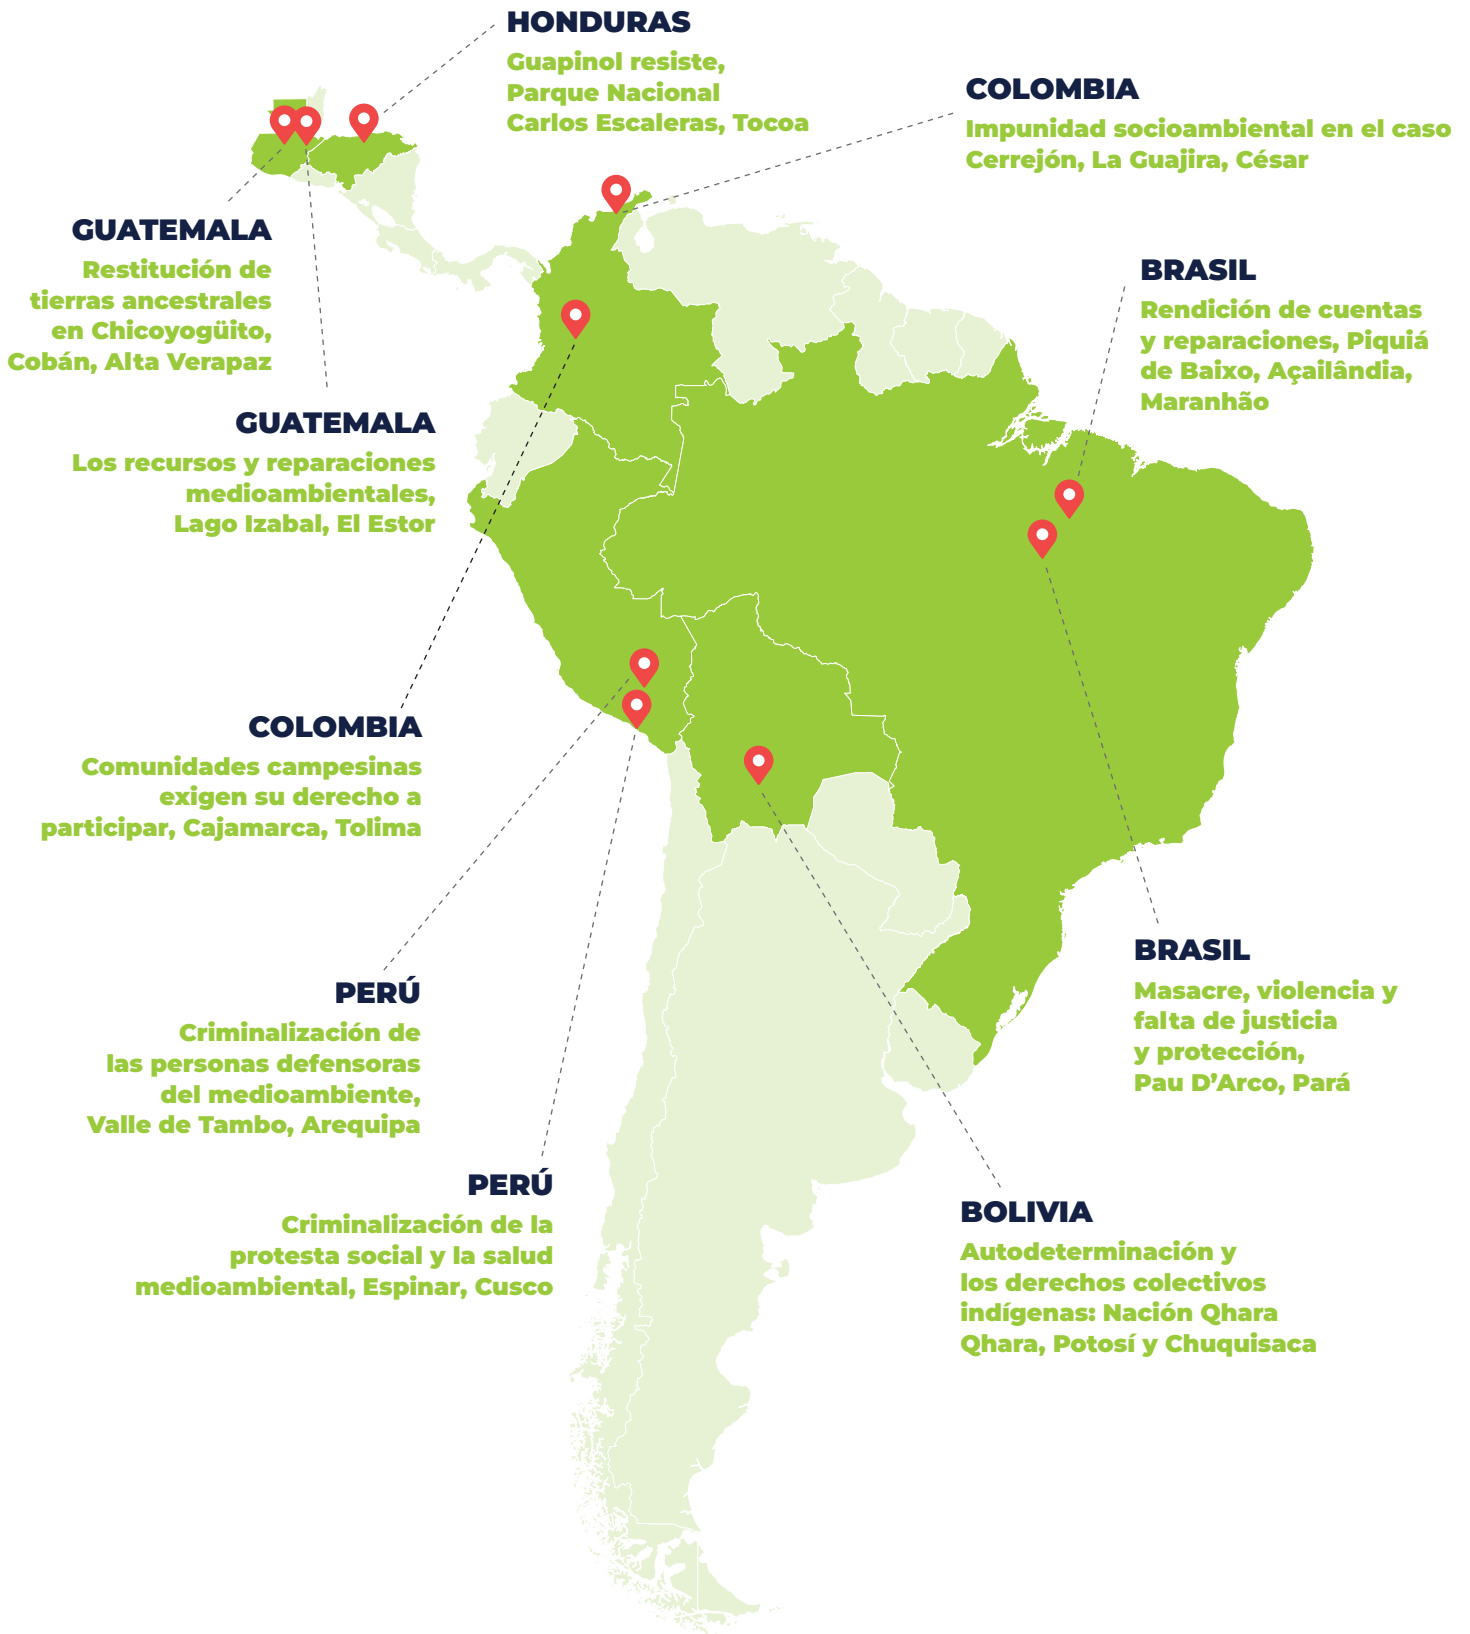 HONDURAS
Guapinol resiste,
Parque Nacional
Carlos Escaleras, Tocoa
COLOMBIA
Impunidad socioambiental en el caso
Cerrejón, La Guajira, César
GUATEMALA
Restitución de
tierras ancestrales
en Chicoyogüito,
Cobán, Alta Verapaz
BRASIL
Rendición de cuentas
y reparaciones, Piquiá
de Baixo, Açailândia,
Maranhão
GUATEMALA
Los recursos y reparaciones
medioambientales,
Lago Izabal, El Estor
COLOMBIA
Comunidades campesinas
exigen su derecho a
participar, Cajamarca, Tolima
BRASIL
Masacre, violencia y
falta de justicia
y protección,
Pau D’Arco, Pará
PERÚ
Criminalización de
las personas defensoras
del medioambiente,
Valle de Tambo, Arequipa
PERÚ
Criminalización de la
protesta social y la salud
medioambiental, Espinar, Cusco
BOLIVIA
Autodeterminación y
los derechos colectivos
indígenas: Nación Qhara
Qhara, Potosí y Chuquisaca